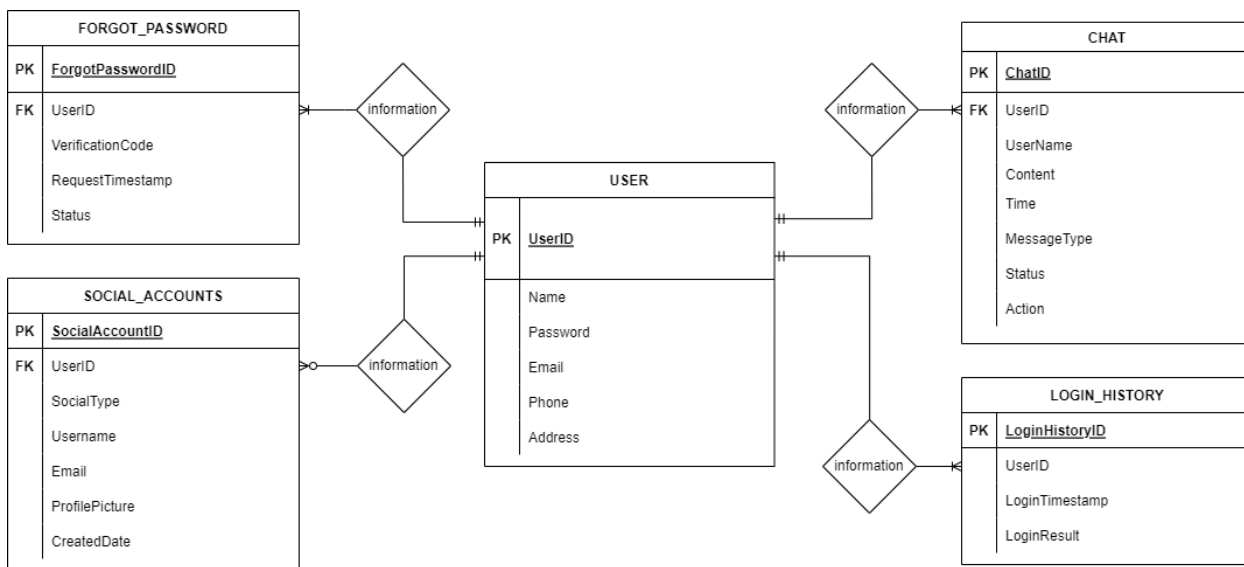 FORGOT_PASSWORD
PK ForgotPasswordID
FK UserID
VerificationCode
RequestTimestamp
Status
information
SOCIAL_ACCOUNTS
PK SocialAccountID
FK UserID
SocialType
Username
Email
ProfilePicture
CreatedDate
information
USER
PK UserID
Name
Password
Email
Phone
Address
information
CHAT
PK ChatID
FK UserID
UserName
Content
Time
MessageType
Status
Action
information
LOGIN_HISTORY
PK LoginHistoryID
UserID
LoginTimestamp
LoginResult